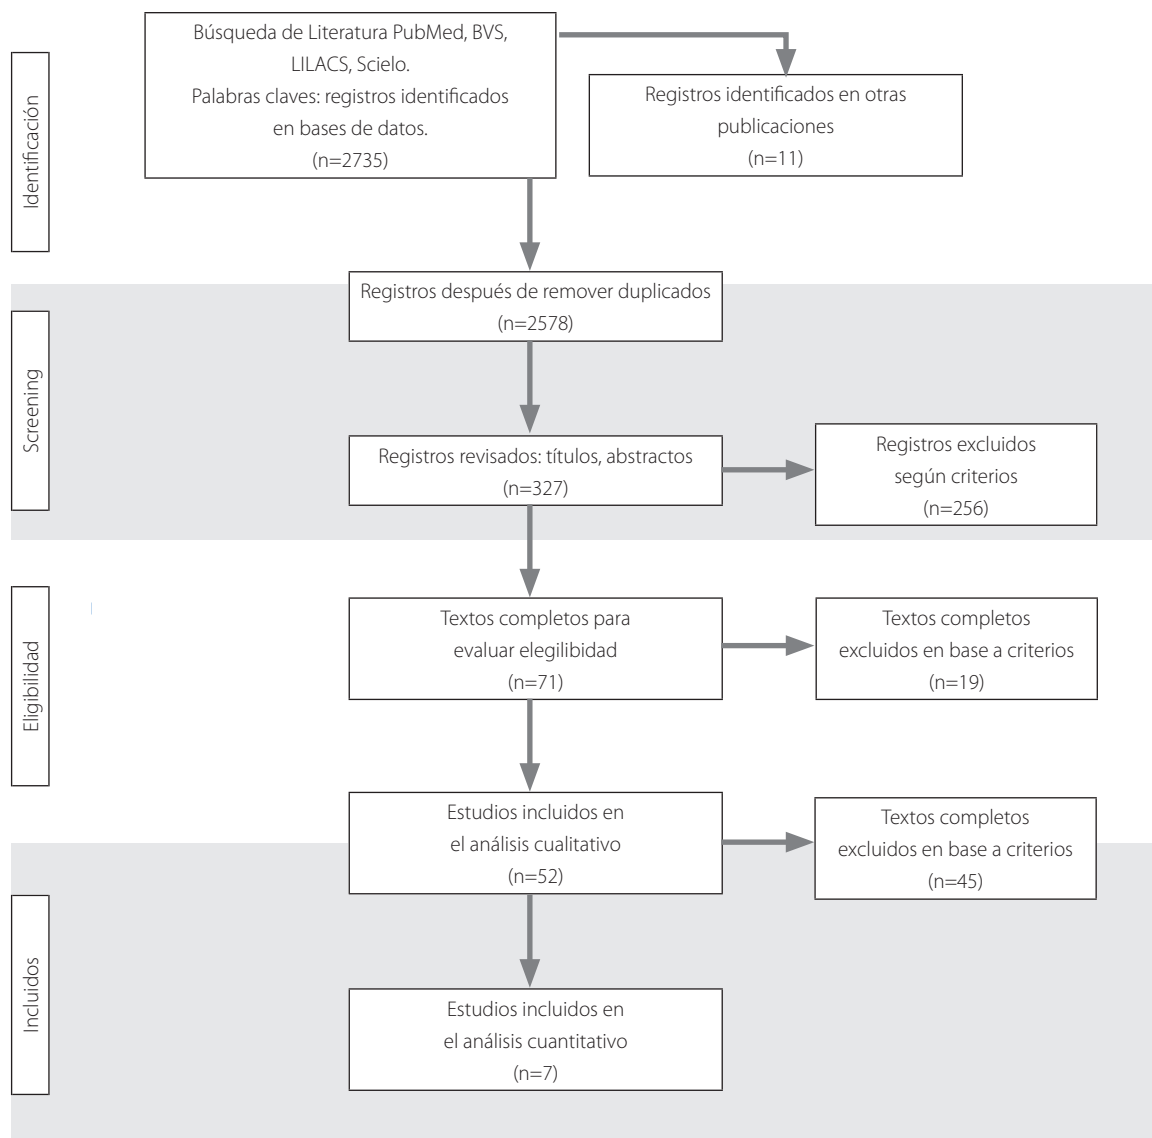 Identificación
Búsqueda de Literatura PubMed, BVS,
LILACS, Scielo.
Palabras claves: registros identificados
en bases de datos.
(n=2735)
Registros identificados en otras
publicaciones
(n=11)
Screening
Registros después de remover duplicados
(n=2578)
Registros revisados: títulos, abstractos
(n=327)
Registros excluidos
según criterios
(n=256)
Eligibilidad
Textos completos para
evaluar elegilibidad
(n=71)
Textos completos
excluidos en base a criterios
(n=19)
Estudios incluidos en
el análisis cualitativo
(n=52)
Textos completos
excluidos en base a criterios
(n=45)
Incluidos
Estudios incluidos en
el análisis cuantitativo
(n=7)